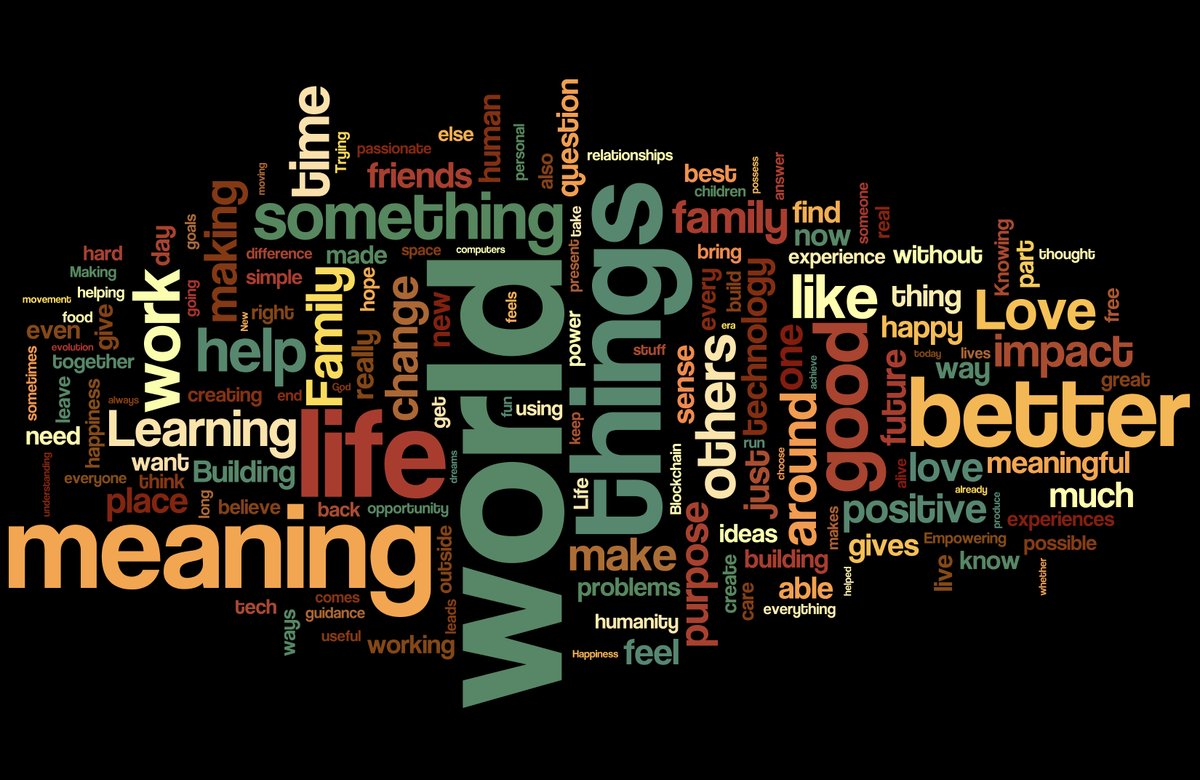 time
Trying
passionate
else
human
personal
also
question
relationships
moving
making
friends
something
take
things
best
children
possess
answer
family
find
now
someone
real
hard
day
goals
difference
made
space
computers
present
bring
experience
without
Knowing
part
thought
Making
helping
movement
food
even
evolution
give
work
going
simple
New
right
Family
hope
change
new
world
feels
power
every
build
technology
like
thing
happy
Love
free
sometimes
together
leave
happiness
always
help
creating
end
God
really
get
fun
using
keep
stuff
sense
others
era
one
achieve
good
future
today
way
lives
impact
great
better
need
Learning
life
dreams
want
Building
everyone
think
understanding
place
long
believe
back
opportunity
Life
Blockchain
run
just
choose
around
alive
love
meaningful
already
much
positive
produce
experiences
meaning
outside
make
purpose
ideas
building
makes
gives
Empowering
possible
problems
create
care
able
helped
live
know
whether
everything
tech
comes
guidance
ways
useful
working
leads
humanity
Happiness
feel